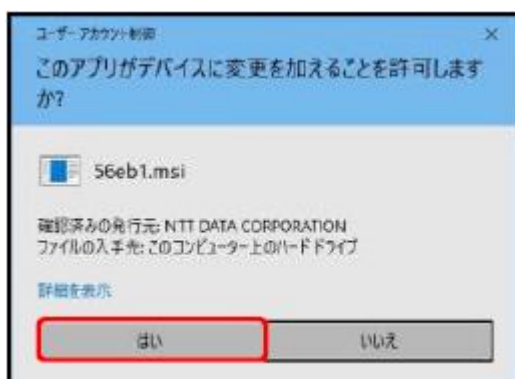 ユーザー アカウント制御
このアプリがデバイスに変更を加えることを許可します
か?
56eb1.msi
確認済みの発行元: NTT DATA CORPORATION
ファイルの入手先: このコンピューター上のハード ドライブ
詳細を表示
はい
いいえ